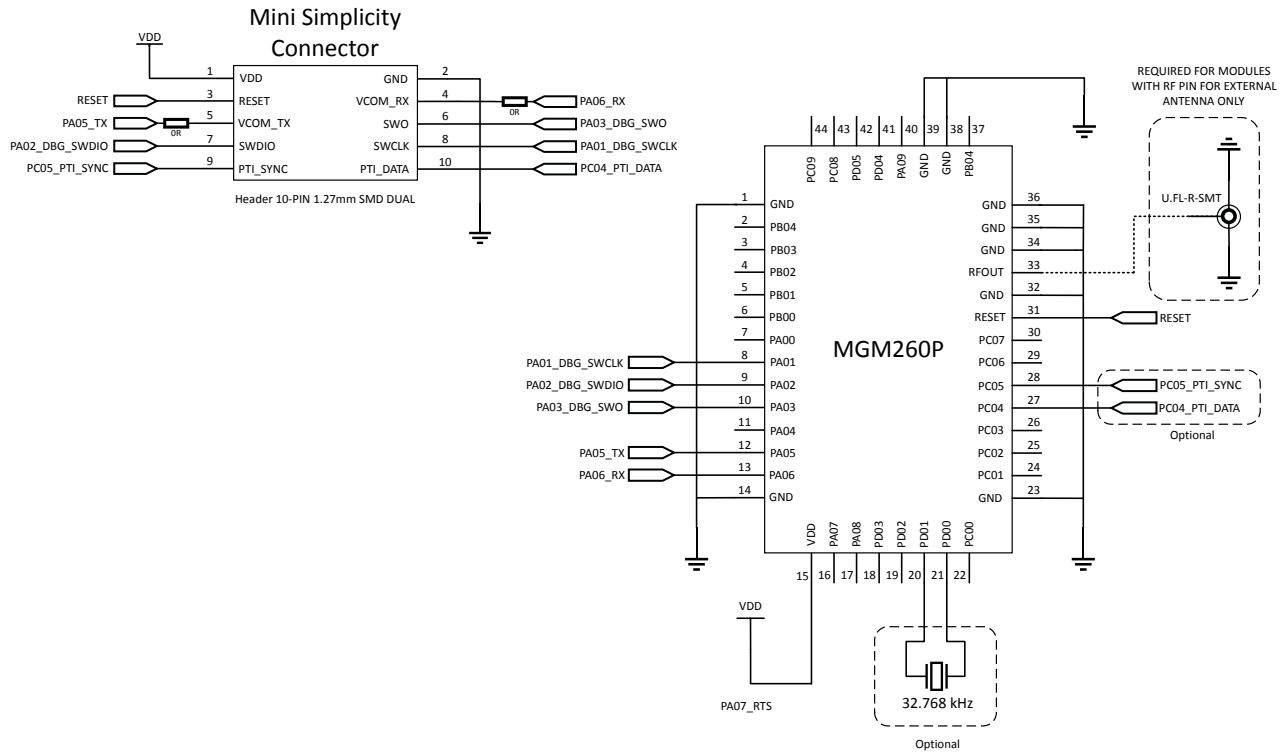 Mini Simplicity
Connector
VDD
1 VDD GND 2
RESET 3 RESET VCOM_RX 4 0R PA06_RX
PA05_TX 0R 5 VCOM_TX SWO 6 PA03_DBG_SWO
PA02_DBG_SWDIO 7 SWDIO SWCLK 8 PA01_DBG_SWCLK
PC05_PTI_SYNC 9 PTI_SYNC PTI_DATA 10 PC04_PTI_DATA
Header 10-PIN 1.27mm SMD DUAL
REQUIRED FOR MODULES
WITH RF PIN FOR EXTERNAL
ANTENNA ONLY
U.FL-R-SMT
44 43 42 41 40 39 38 37
PC09 PC08 PD05 PD04 PA09 GND GND PB04
MGM260P
1 GND GND 36
2 PB04 GND 35
3 PB03 GND 34
4 PB02 RFOUT 33
5 PB01 GND 32
6 PB00 RESET 31 RESET
7 PA00 PC07 30
PA01_DBG_SWCLK 8 PA01 PC06 29
PA02_DBG_SWDIO 9 PA02 PC05 28 PC05_PTI_SYNC
PA03_DBG_SWO 10 PA03 PC04 27 PC04_PTI_DATA
Optional
11 PA04 PC03 26
PA05_TX 12 PA05 PC02 25
PA06_RX 13 PA06 PC01 24
14 GND GND 23
VDD PA07 PA08 PD03 PD02 PD01 PD00 PC00
15 16 17 18 19 20 21 22
VDD
PA07_RTS
32.768 kHz
Optional